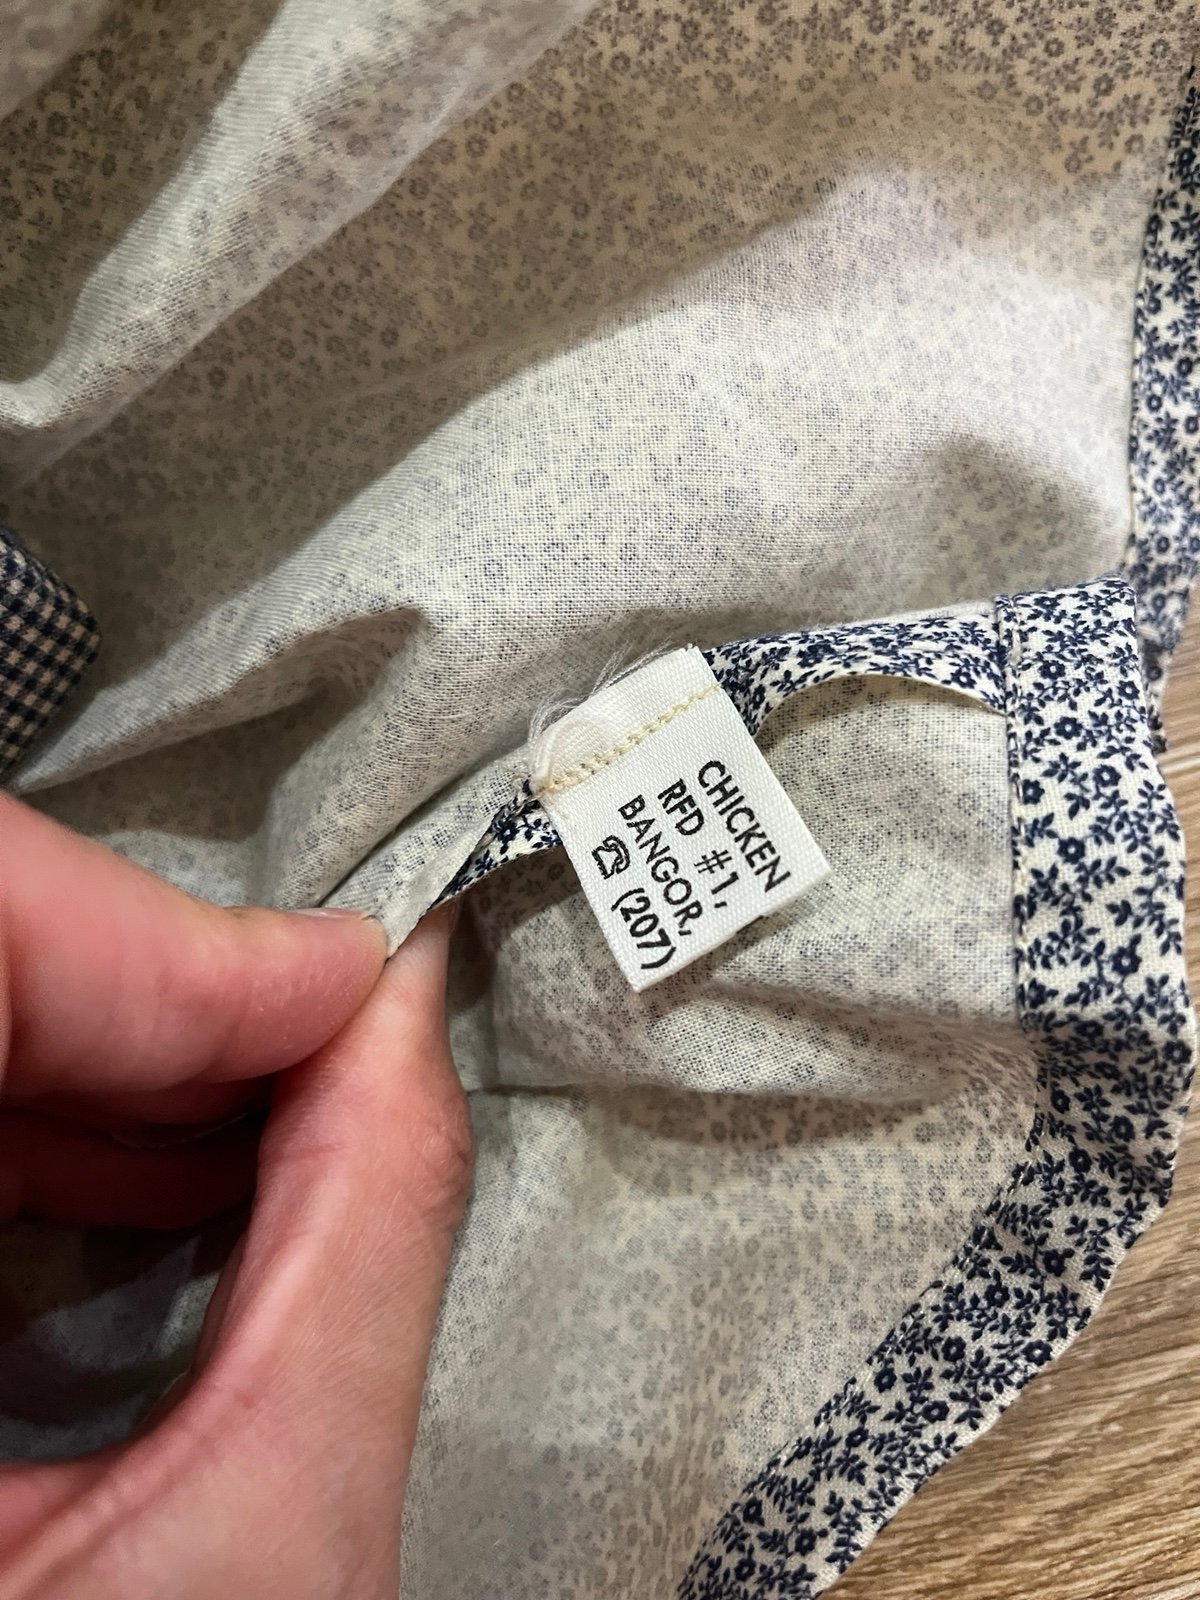 CHICKEN
RFD #1,
BANGOR,
☎ (207)